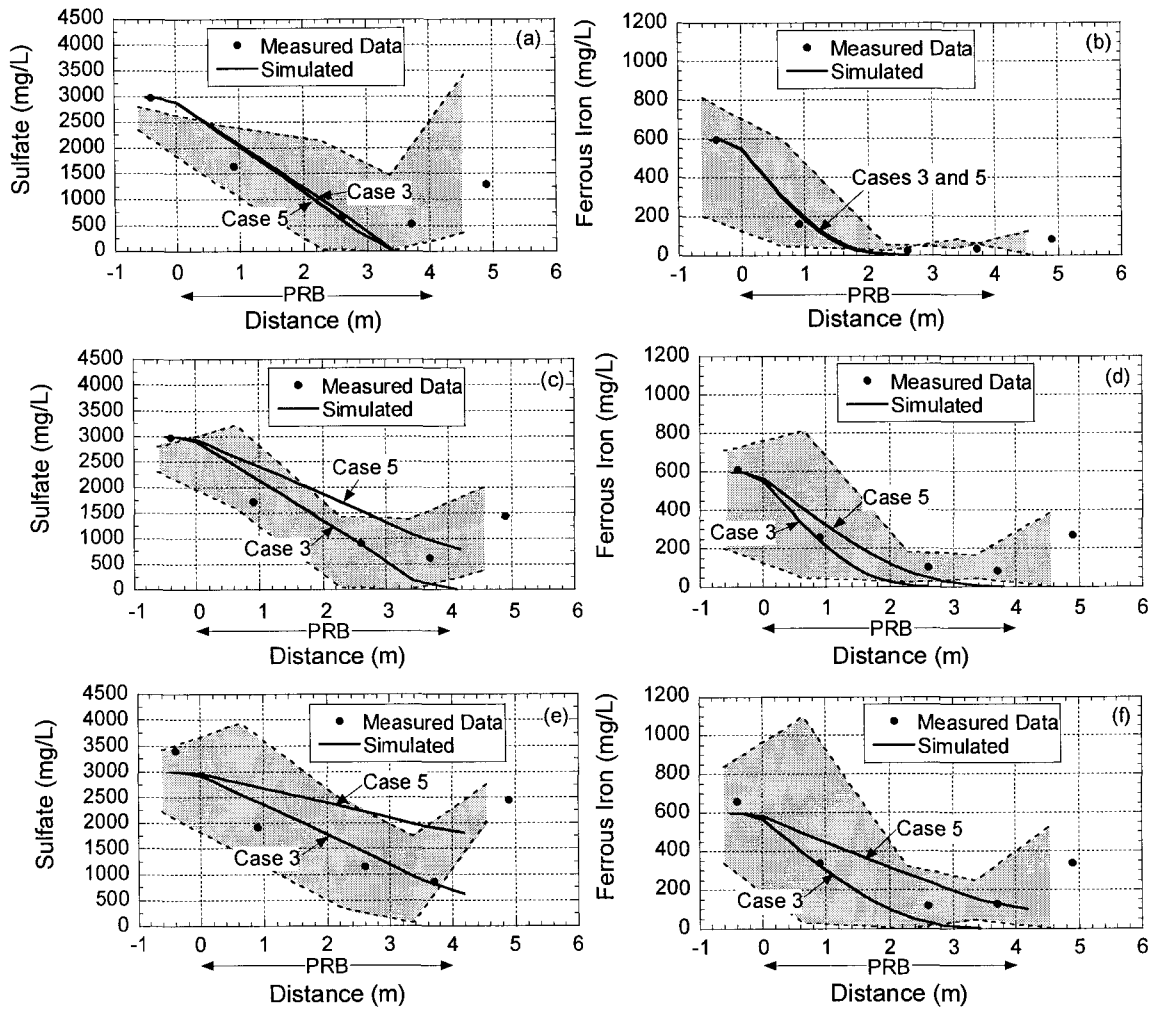 (a)
Measured Data
Simulated
Sulfate (mg/L)
4500
4000
3500
3000
2500
2000
1500
1000
500
0
Case 3
Case 5
-1 0 1 2 3 4 5 6
PRB
Distance (m)
(b)
Measured Data
Simulated
Ferrous Iron (mg/L)
1200
1000
800
600
400
200
0
Cases 3 and 5
-1 0 1 2 3 4 5 6
PRB
Distance (m)
(c)
Measured Data
Simulated
Sulfate (mg/L)
4500
4000
3500
3000
2500
2000
1500
1000
500
0
Case 5
Case 3
-1 0 1 2 3 4 5 6
PRB
Distance (m)
(d)
Measured Data
Simulated
Ferrous Iron (mg/L)
1200
1000
800
600
400
200
0
Case 5
Case 3
-1 0 1 2 3 4 5 6
PRB
Distance (m)
(e)
Measured Data
Simulated
Sulfate (mg/L)
4500
4000
3500
3000
2500
2000
1500
1000
500
0
Case 5
Case 3
-1 0 1 2 3 4 5 6
PRB
Distance (m)
(f)
Measured Data
Simulated
Ferrous Iron (mg/L)
1200
1000
800
600
400
200
0
Case 5
Case 3
-1 0 1 2 3 4 5 6
PRB
Distance (m)